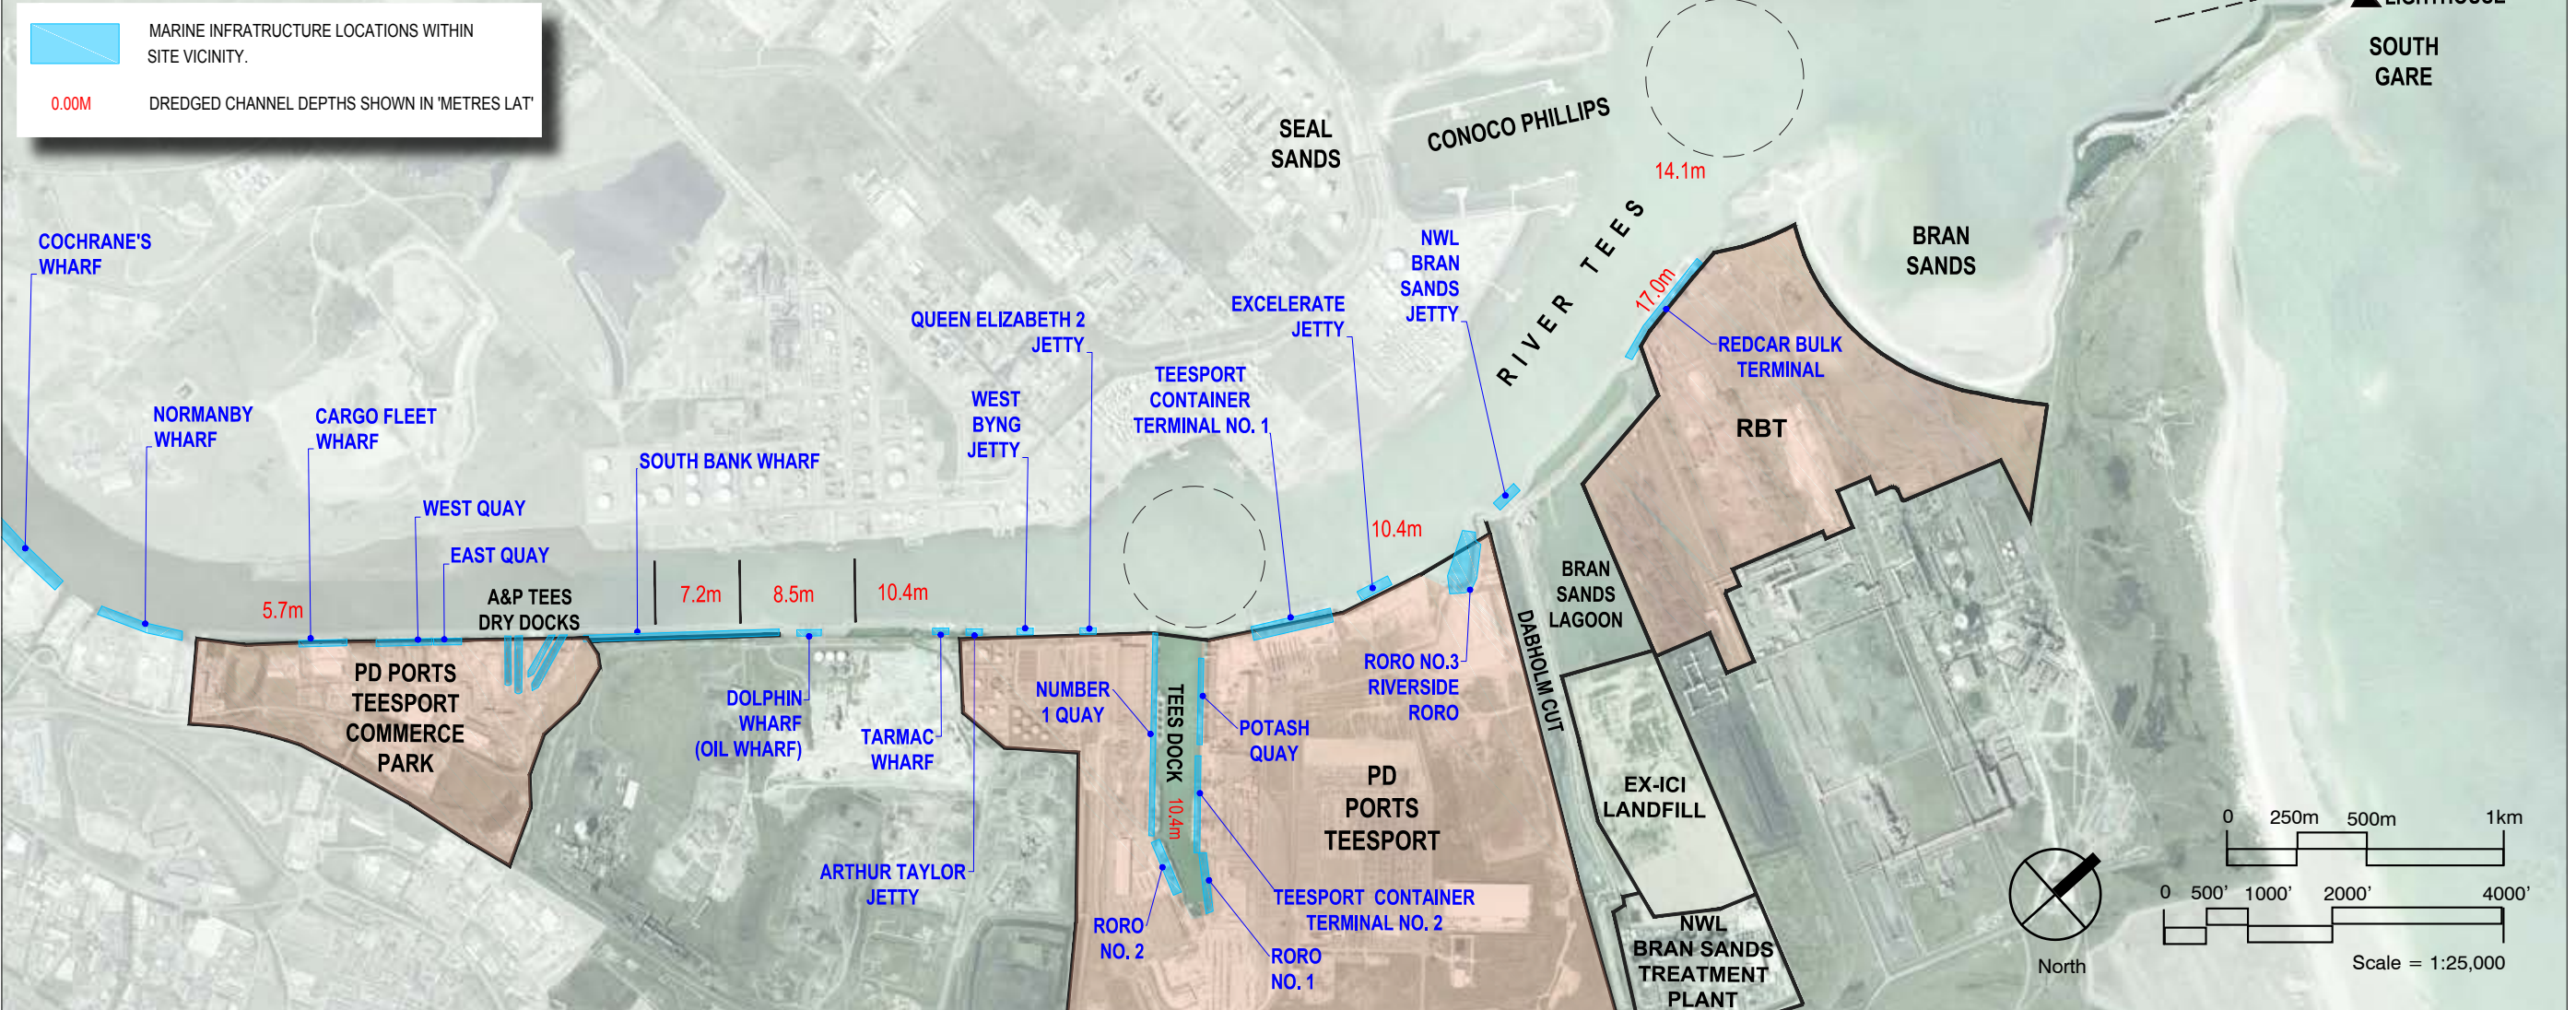 MARINE INFRATRUCTURE LOCATIONS WITHIN
SITE VICINITY.
0.00M
DREDGED CHANNEL DEPTHS SHOWN IN 'METRES LAT'
LIGHTHOUSE
SOUTH
GARE
SEAL
SANDS
CONOCO PHILLIPS
14.1m
RIVER TEES
BRAN
SANDS
COCHRANE'S
WHARF
NORMANBY
WHARF
CARGO FLEET
WHARF
WEST QUAY
EAST QUAY
SOUTH BANK WHARF
A&P TEES
DRY DOCKS
5.7m
7.2m
8.5m
10.4m
QUEEN ELIZABETH 2
JETTY
WEST
BYNG
JETTY
TEESPORT
CONTAINER
TERMINAL NO. 1
EXCELERATE
JETTY
NWL
BRAN
SANDS
JETTY
10.4m
17.0m
REDCAR BULK
TERMINAL
RBT
BRAN
SANDS
LAGOON
DABHOLM CUT
PD PORTS
TEESPORT
COMMERCE
PARK
DOLPHIN
WHARF
(OIL WHARF)
TARMAC
WHARF
ARTHUR TAYLOR
JETTY
NUMBER
1 QUAY
TEES DOCK
10.4m
POTASH
QUAY
RORO NO.3
RIVERSIDE
RORO
PD
PORTS
TEESPORT
TEESPORT CONTAINER
TERMINAL NO. 2
RORO
NO. 2
RORO
NO. 1
EX-ICI
LANDFILL
NWL
BRAN SANDS
TREATMENT
PLANT
North
0 250m 500m 1km
0 500' 1000' 2000' 4000'
Scale = 1:25,000